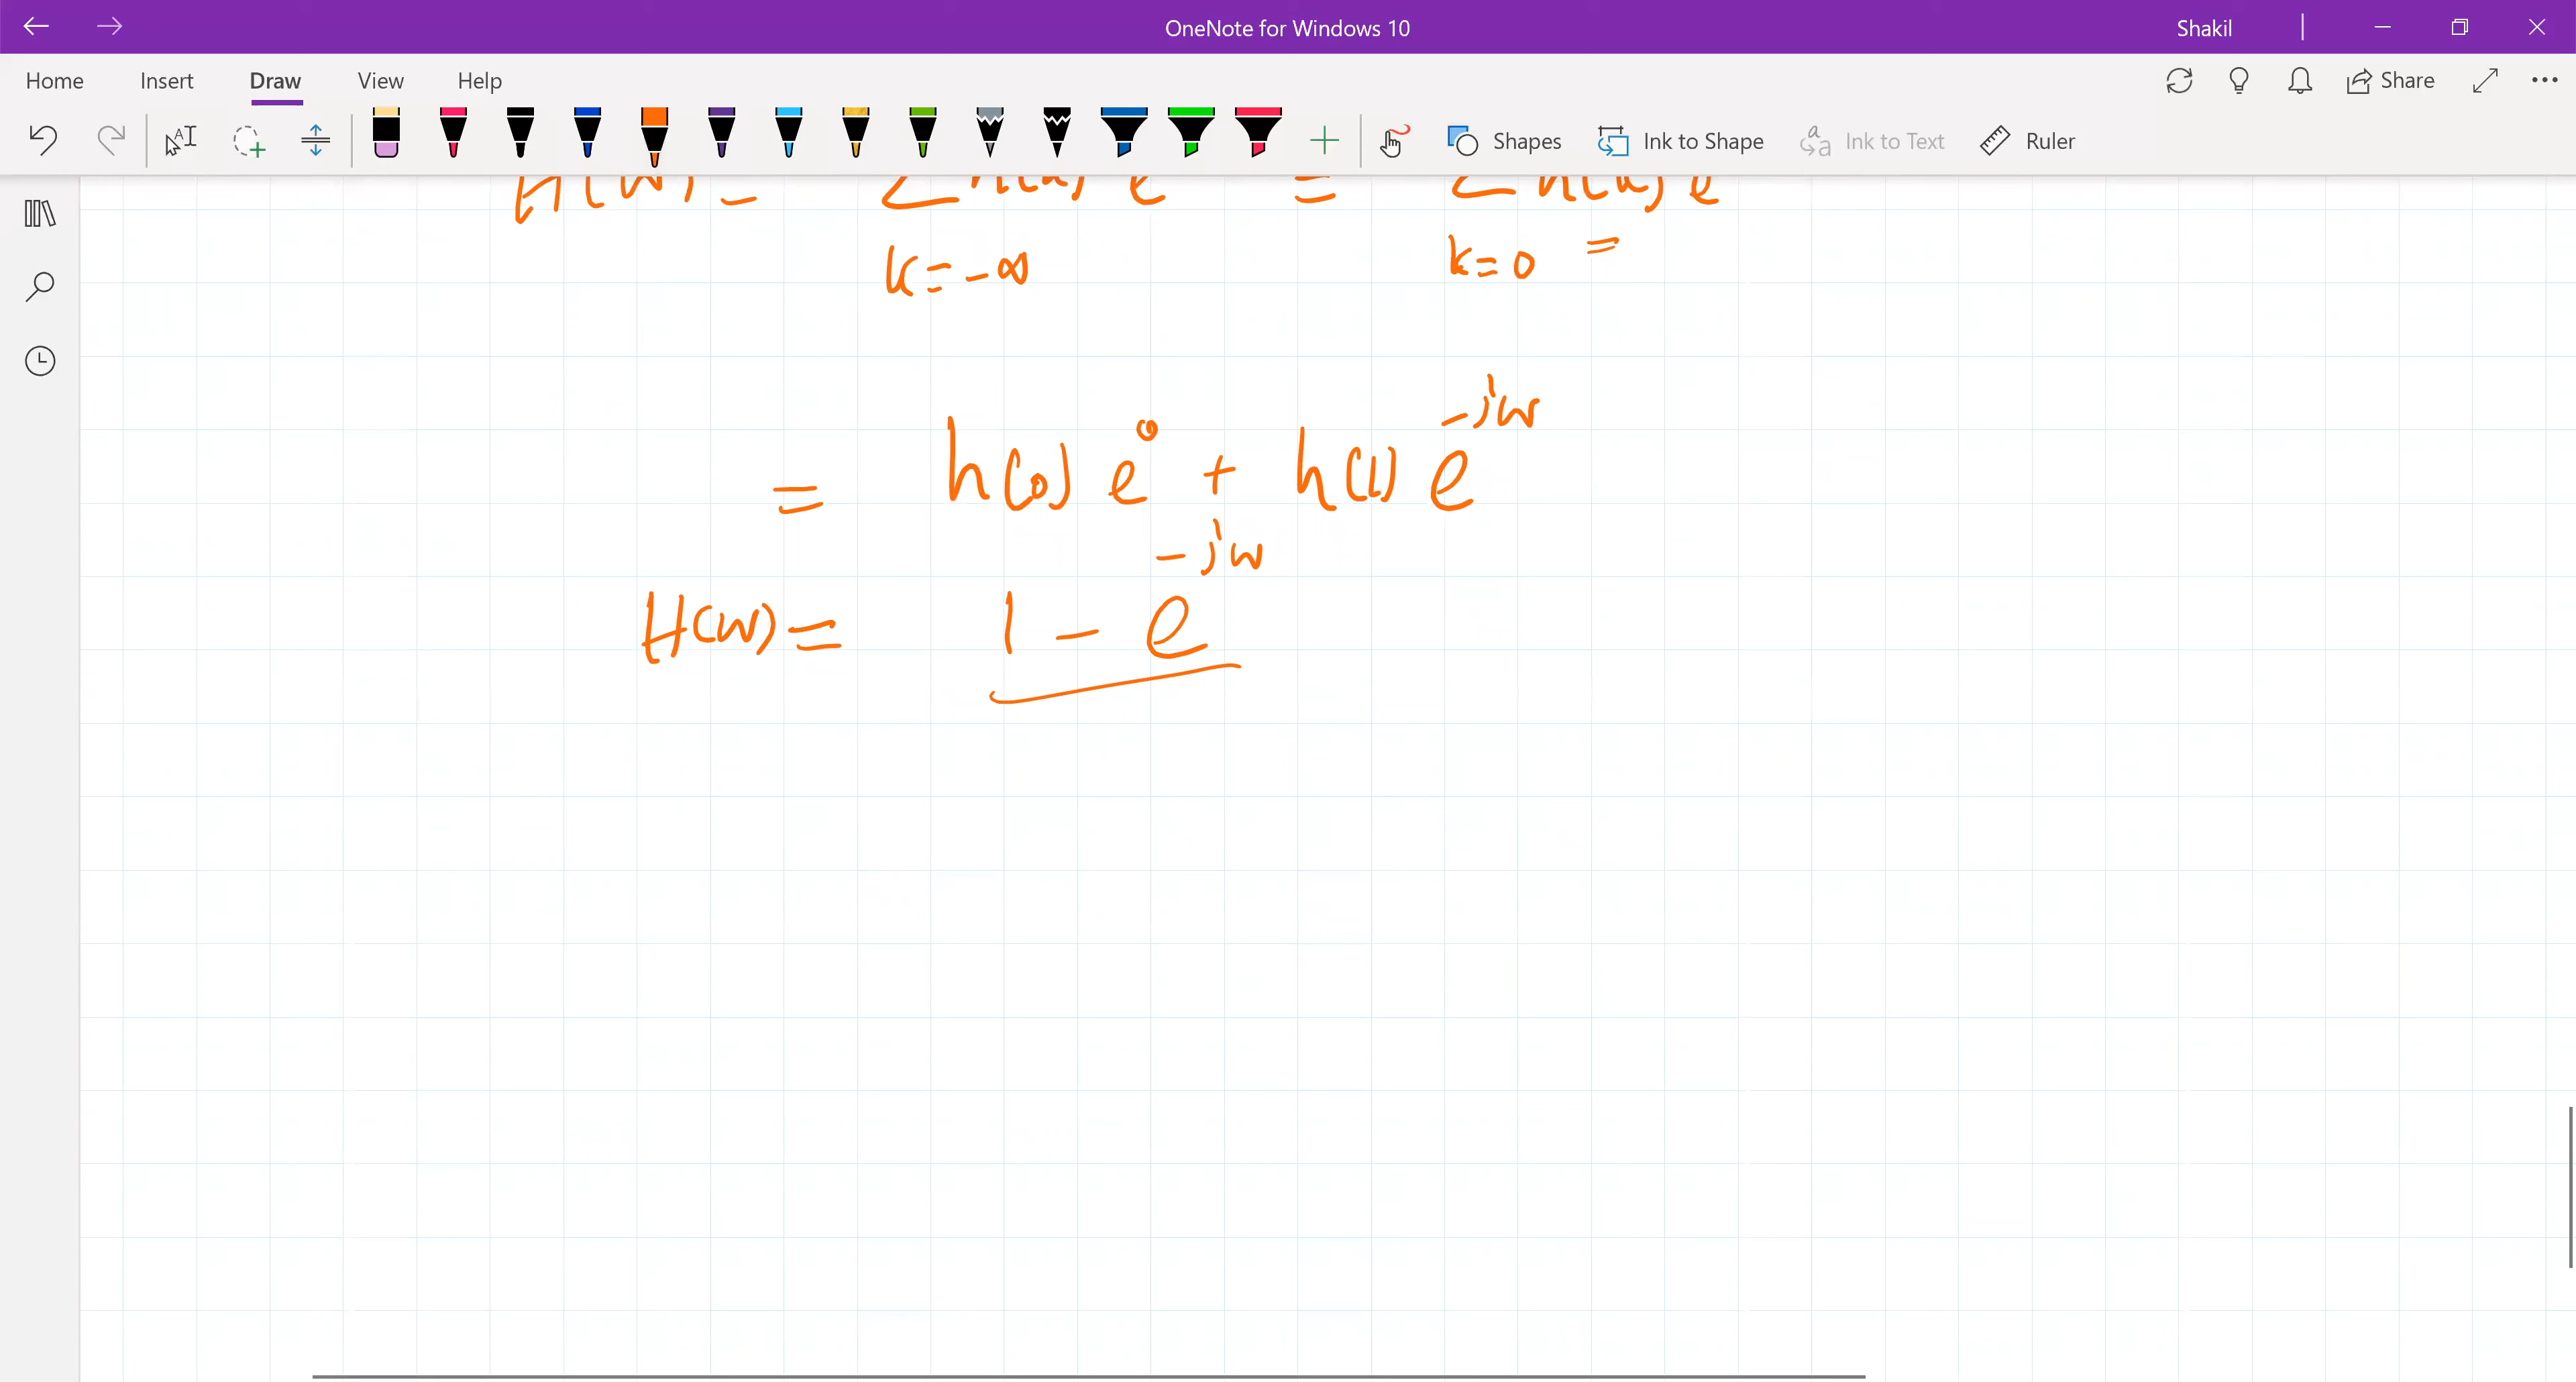 OneNote for Windows 10
Shakil
Home Insert Draw View Help
Share
Shapes Ink to Shape Ink to Text Ruler
H(w) = Σ h(k) e = Σ h(k) e
k=-∞ k=0 =
= h(0) e^0 + h(1) e^-jw
H(w) = 1 - e^-jw